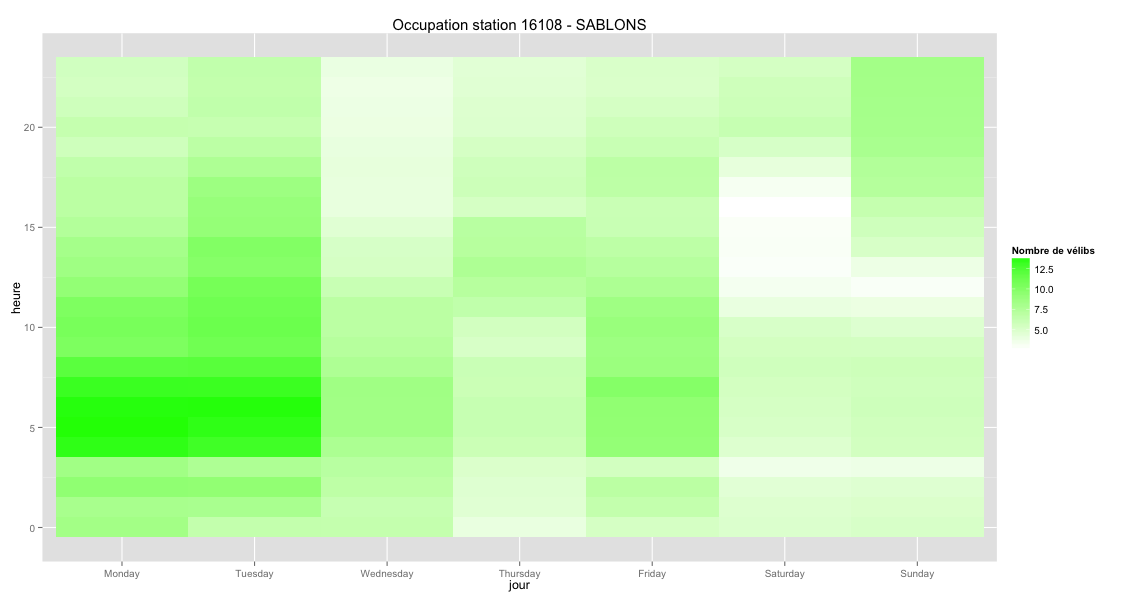 Occupation station 16108 - SABLONS
heure
20
15
10
5
0
Monday Tuesday Wednesday Thursday Friday Saturday Sunday
jour
Nombre de vélibs
12.5
10.0
7.5
5.0